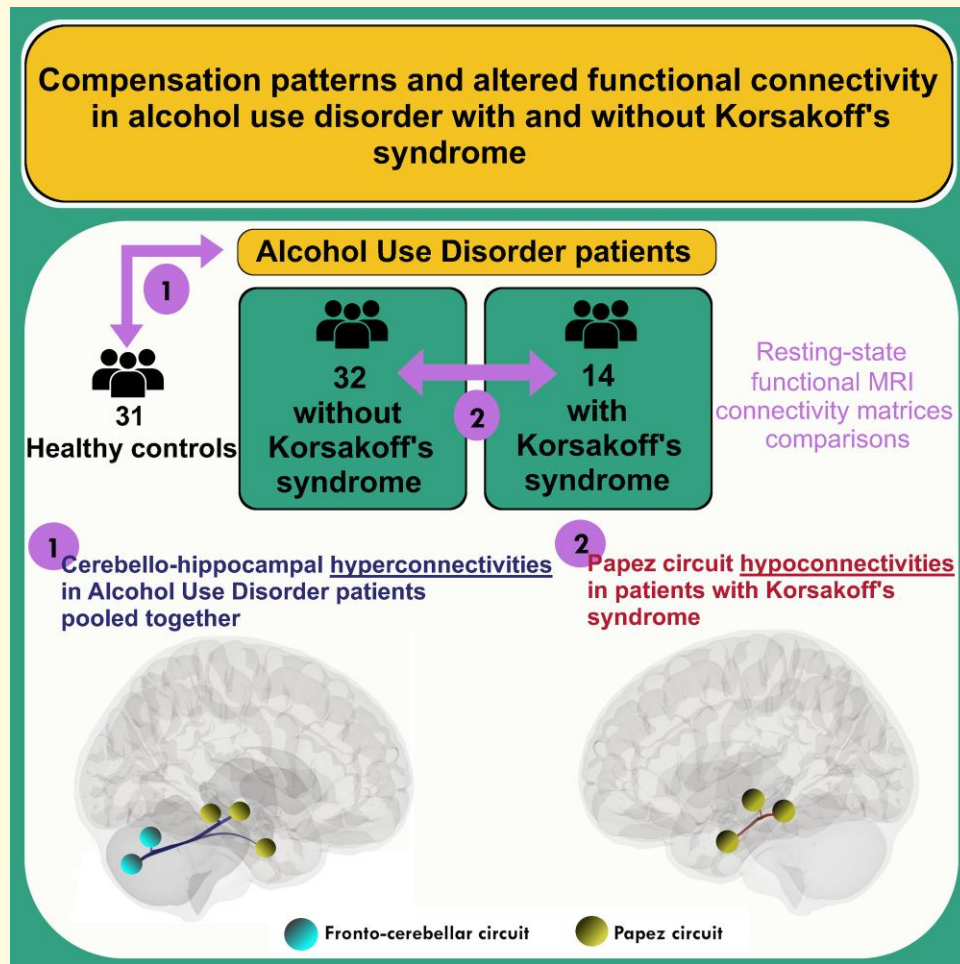 Compensation patterns and altered functional connectivity
in alcohol use disorder with and without Korsakoff's
syndrome
Alcohol Use Disorder patients
1
31
Healthy controls
32
without
Korsakoff's
syndrome
2
14
with
Korsakoff's
syndrome
Resting-state
functional MRI
connectivity matrices
comparisons
1
Cerebello-hippocampal hyperconnectivities
in Alcohol Use Disorder patients
pooled together
2
Papez circuit hypoconnectivities
in patients with Korsakoff's
syndrome
Fronto-cerebellar circuit
Papez circuit